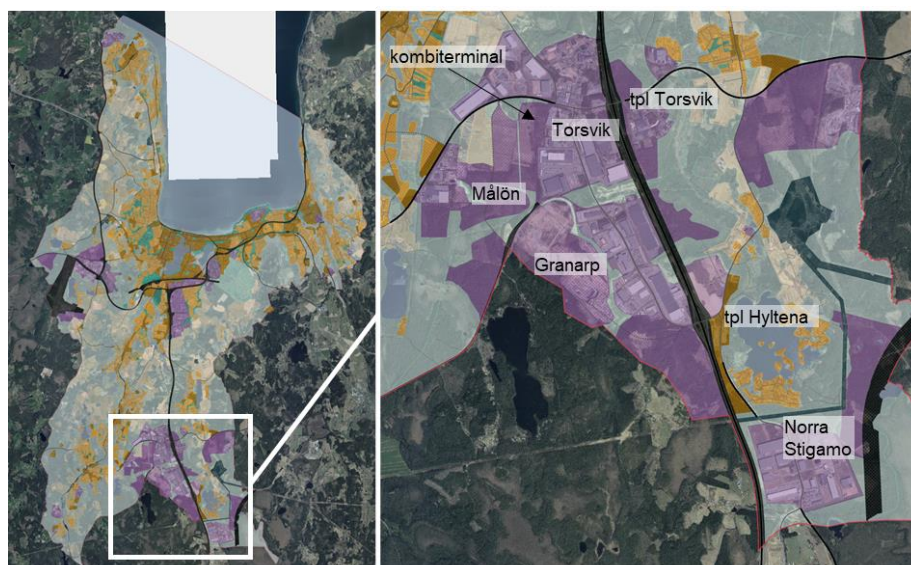 kombiterminal
tpl Torsvik
Torsvik
Målön
Granarp
tpl Hyltena
Norra
Stigamo